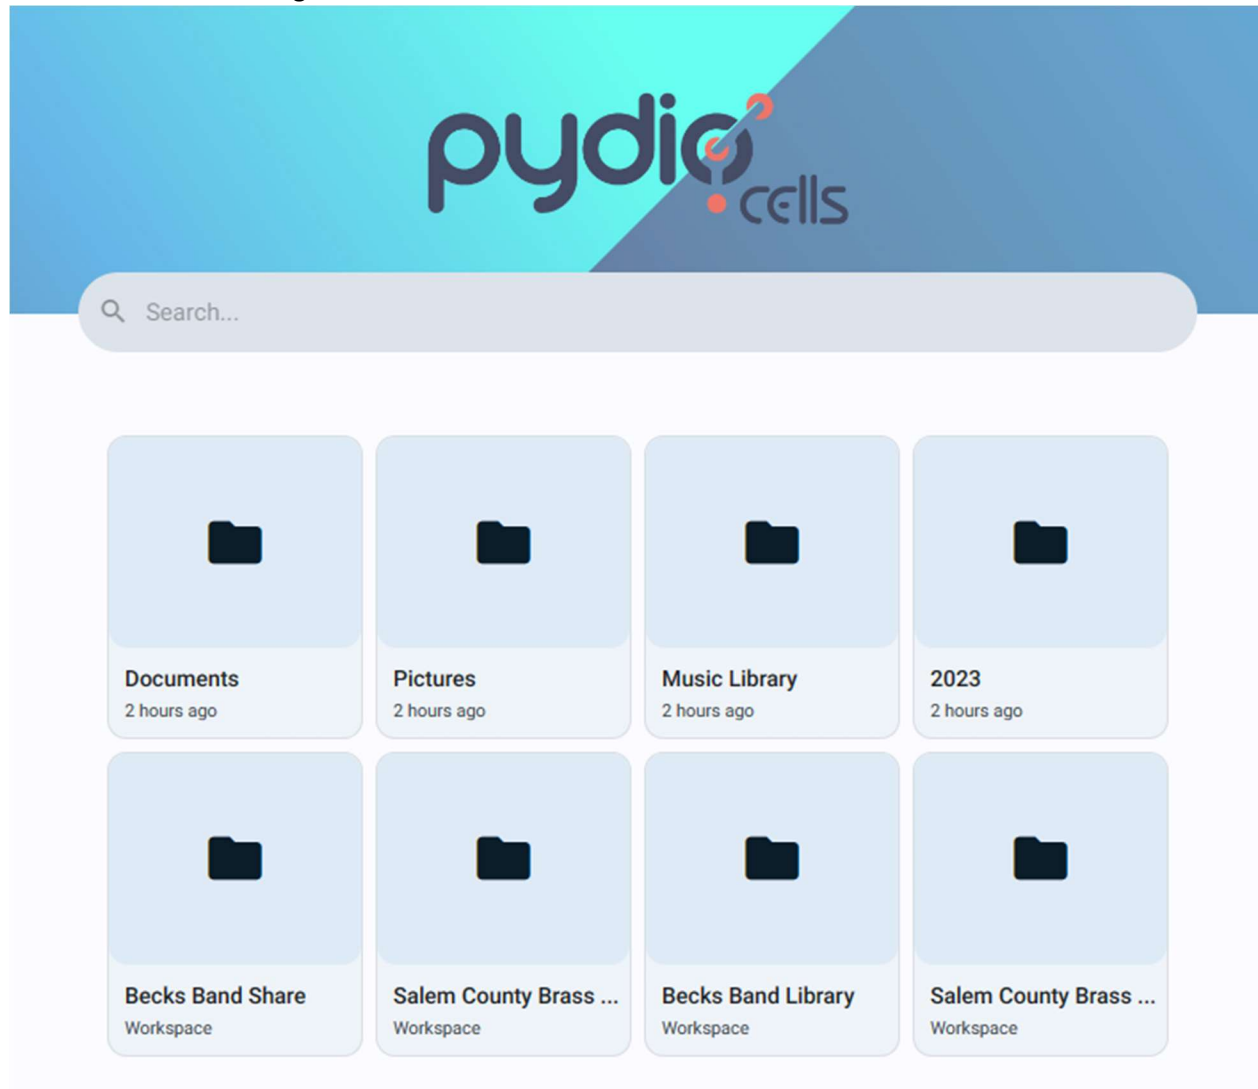 pydio
cells
Search...
Documents
2 hours ago
Pictures
2 hours ago
Music Library
2 hours ago
2023
2 hours ago
Becks Band Share
Workspace
Salem County Brass ...
Workspace
Becks Band Library
Workspace
Salem County Brass ...
Workspace